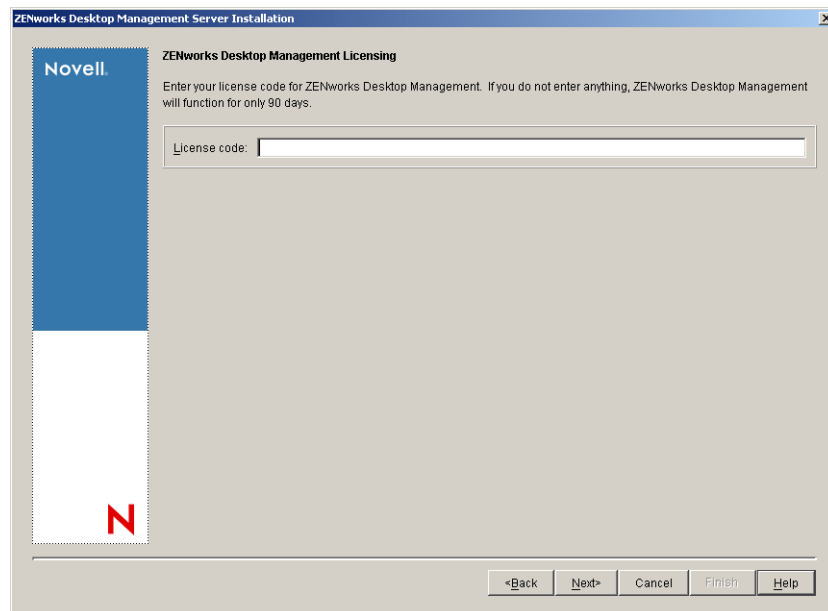 ZENworks Desktop Management Server Installation
Novell.
ZENworks Desktop Management Licensing
Enter your license code for ZENworks Desktop Management. If you do not enter anything, ZENworks Desktop Management
will function for only 90 days.
License code:
N
<Back Next> Cancel Finish Help